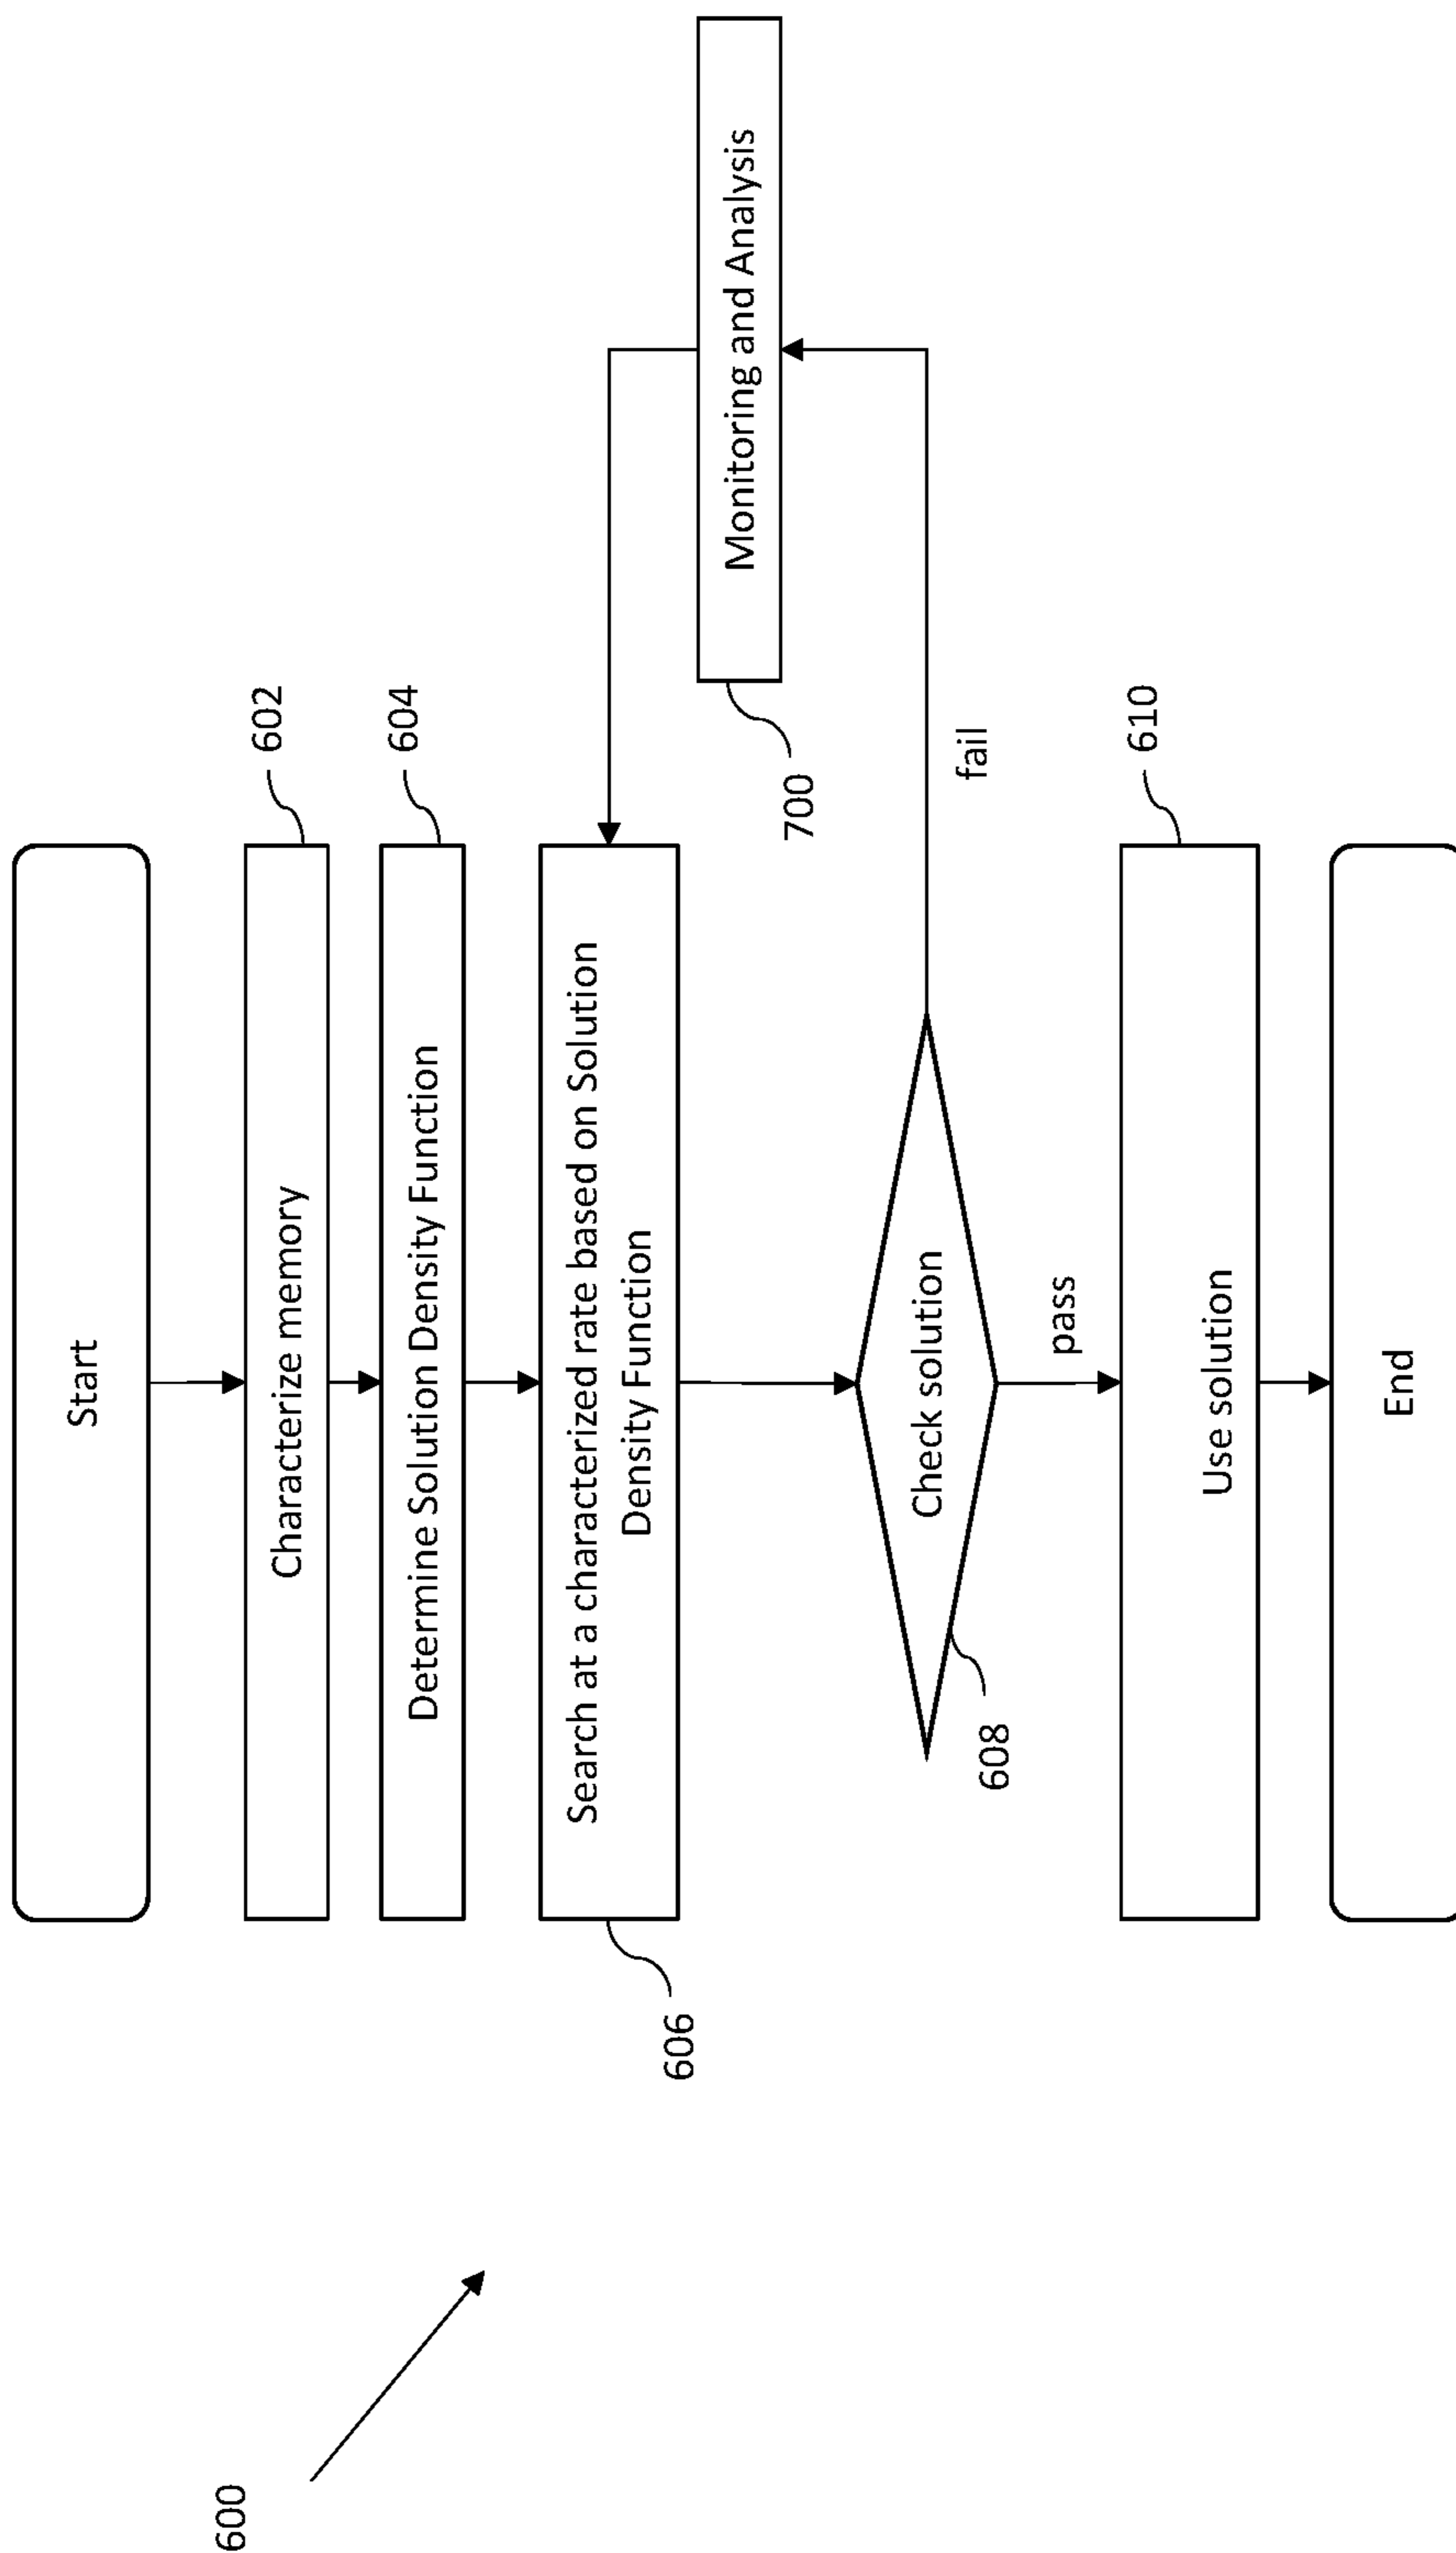 600
Start
Characterize memory
602
Determine Solution Density Function
604
Search at a characterized rate based on Solution
Density Function
606
Monitoring and Analysis
700
Check solution
608
fail
pass
Use solution
610
End